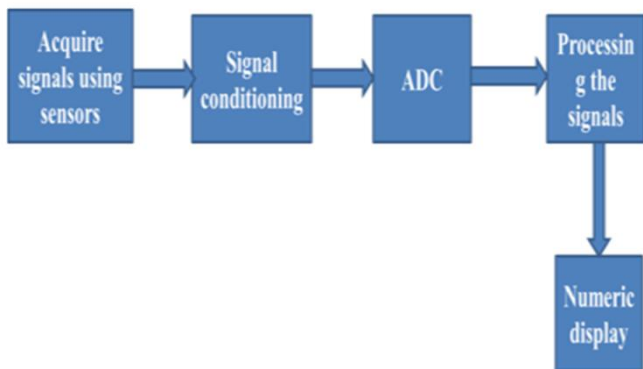 Acquire
signals using
sensors
Signal
conditioning
ADC
Processin
g the
signals
Numeric
display